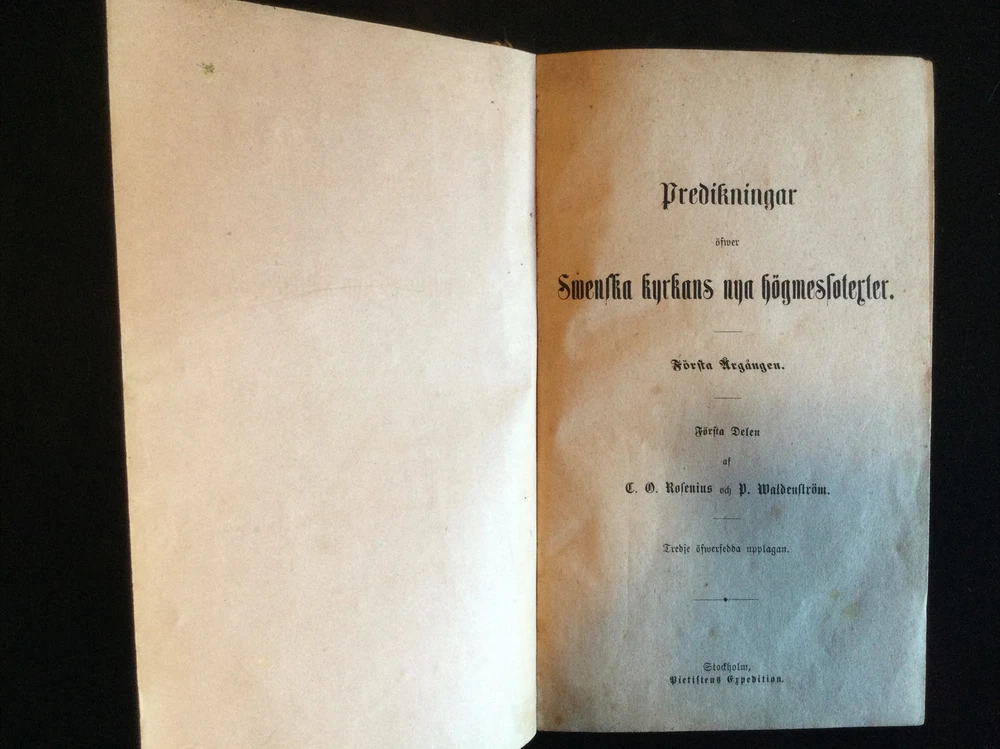 Predikningar
öfwer
Swenska kyrkans nya högmessotexter.
Första Årgången.
Första Delen
af
C. O. Rosenius och P. Waldenström.
Tredje öfwersedda upplagan.
Stockholm,
Pietistens Expedition.